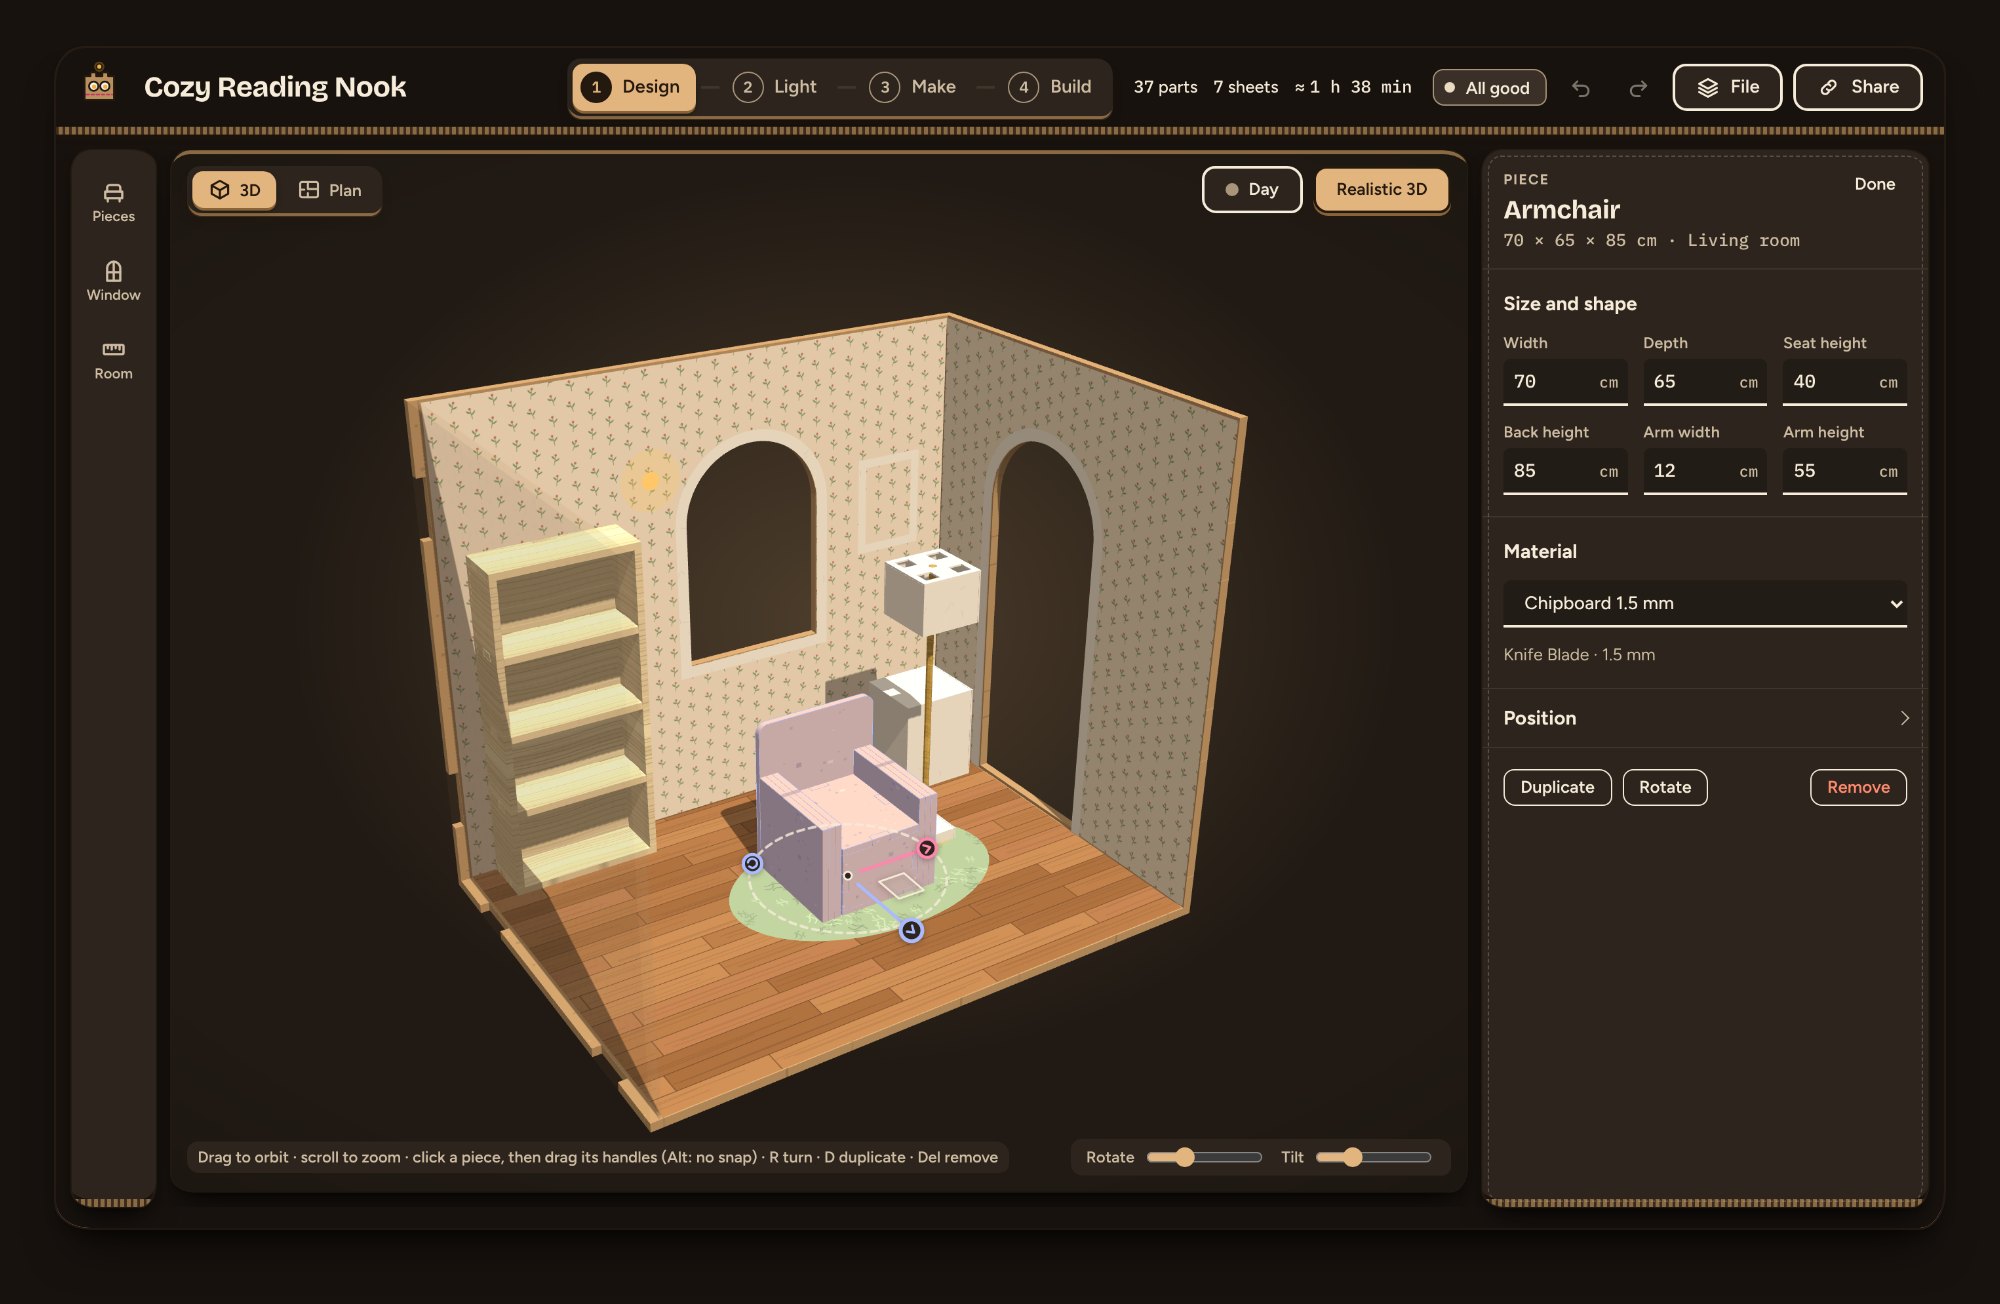 Cozy Reading Nook
1 Design
2 Light
3 Make
4 Build
37 parts 7 sheets ≈ 1 h 38 min
All good
File
Share
Pieces
Window
Room
3D
Plan
Day
Realistic 3D
PIECE
Done
Armchair
70 × 65 × 85 cm · Living room
Size and shape
Width Depth Seat height
70 cm 65 cm 40 cm
Back height Arm width Arm height
85 cm 12 cm 55 cm
Material
Chipboard 1.5 mm
Knife Blade · 1.5 mm
Position
Duplicate Rotate Remove
Drag to orbit · scroll to zoom · click a piece, then drag its handles (Alt: no snap) · R turn · D duplicate · Del remove
Rotate Tilt